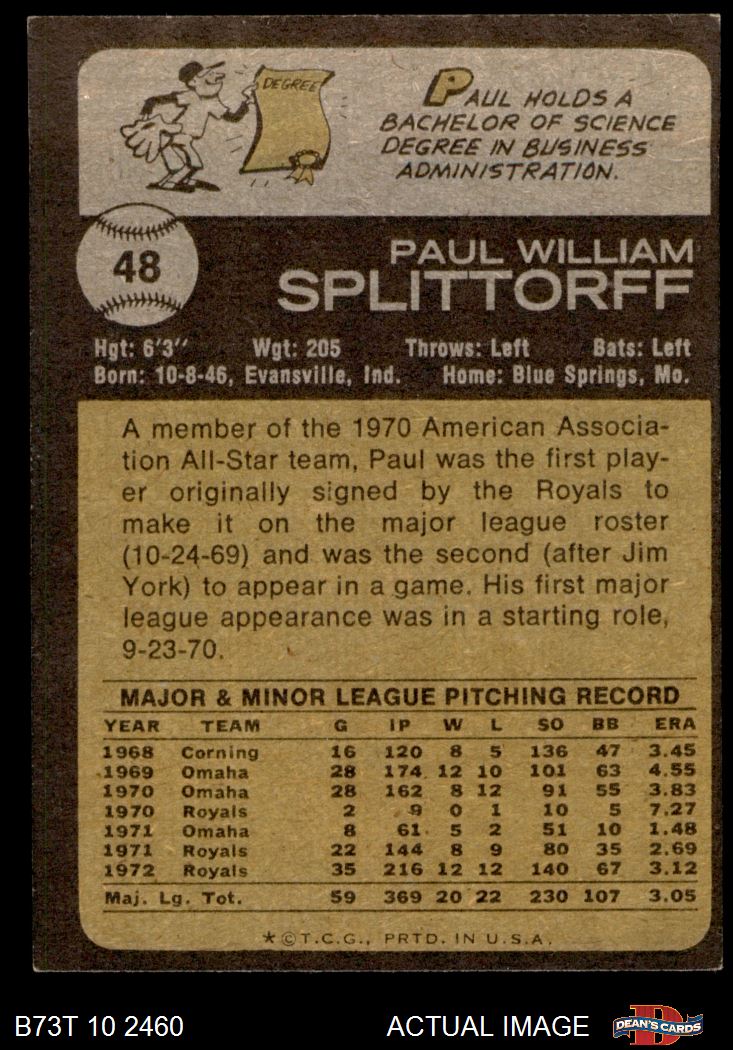 DEGREE
PAUL HOLDS A
BACHELOR OF SCIENCE
DEGREE IN BUSINESS
ADMINISTRATION.
48
PAUL WILLIAM
SPLITTORFF
Hgt: 6'3" Wgt: 205 Throws: Left Bats: Left
Born: 10-8-46, Evansville, Ind. Home: Blue Springs, Mo.
A member of the 1970 American Associa-
tion All-Star team, Paul was the first play-
er originally signed by the Royals to
make it on the major league roster
(10-24-69) and was the second (after Jim
York) to appear in a game. His first major
league appearance was in a starting role,
9-23-70.
MAJOR & MINOR LEAGUE PITCHING RECORD
YEAR TEAM G IP W L SO BB ERA
1968 Corning 16 120 8 5 136 47 3.45
1969 Omaha 28 174 12 10 101 63 4.55
1970 Omaha 28 162 8 12 91 55 3.83
1970 Royals 2 9 0 1 10 5 7.27
1971 Omaha 8 61 5 2 51 10 1.48
1971 Royals 22 144 8 9 80 35 2.69
1972 Royals 35 216 12 12 140 67 3.12
Maj. Lg. Tot. 59 369 20 22 230 107 3.05
* © T.C.G., PRTD. IN U.S.A.
B73T 10 2460 ACTUAL IMAGE DEAN'S CARDS